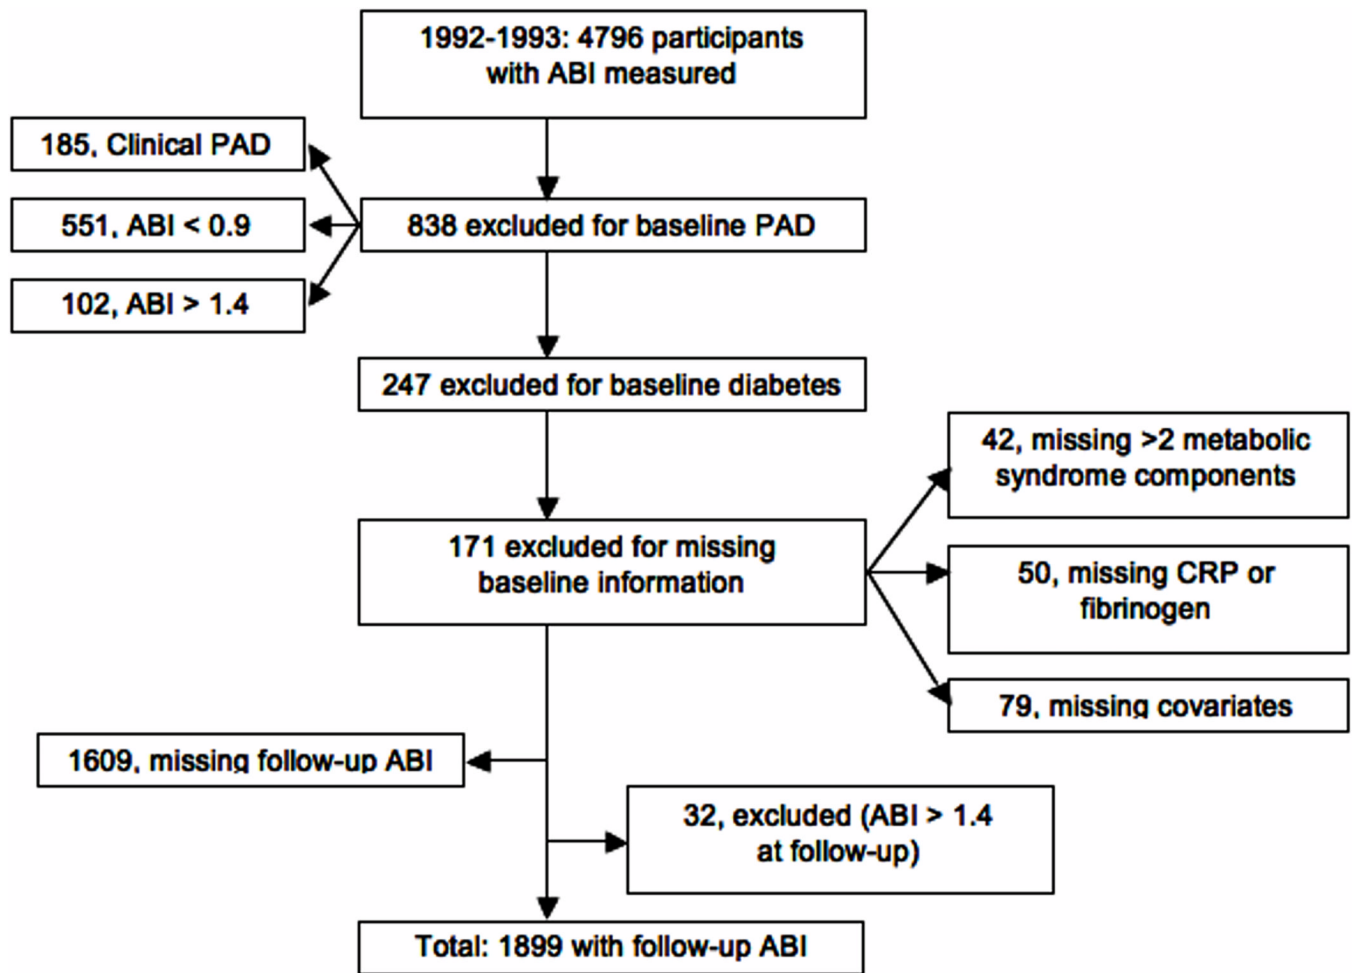 1992-1993: 4796 participants
with ABI measured
185, Clinical PAD
551, ABI < 0.9
838 excluded for baseline PAD
102, ABI > 1.4
247 excluded for baseline diabetes
42, missing >2 metabolic
syndrome components
171 excluded for missing
baseline information
50, missing CRP or
fibrinogen
79, missing covariates
1609, missing follow-up ABI
32, excluded (ABI > 1.4
at follow-up)
Total: 1899 with follow-up ABI